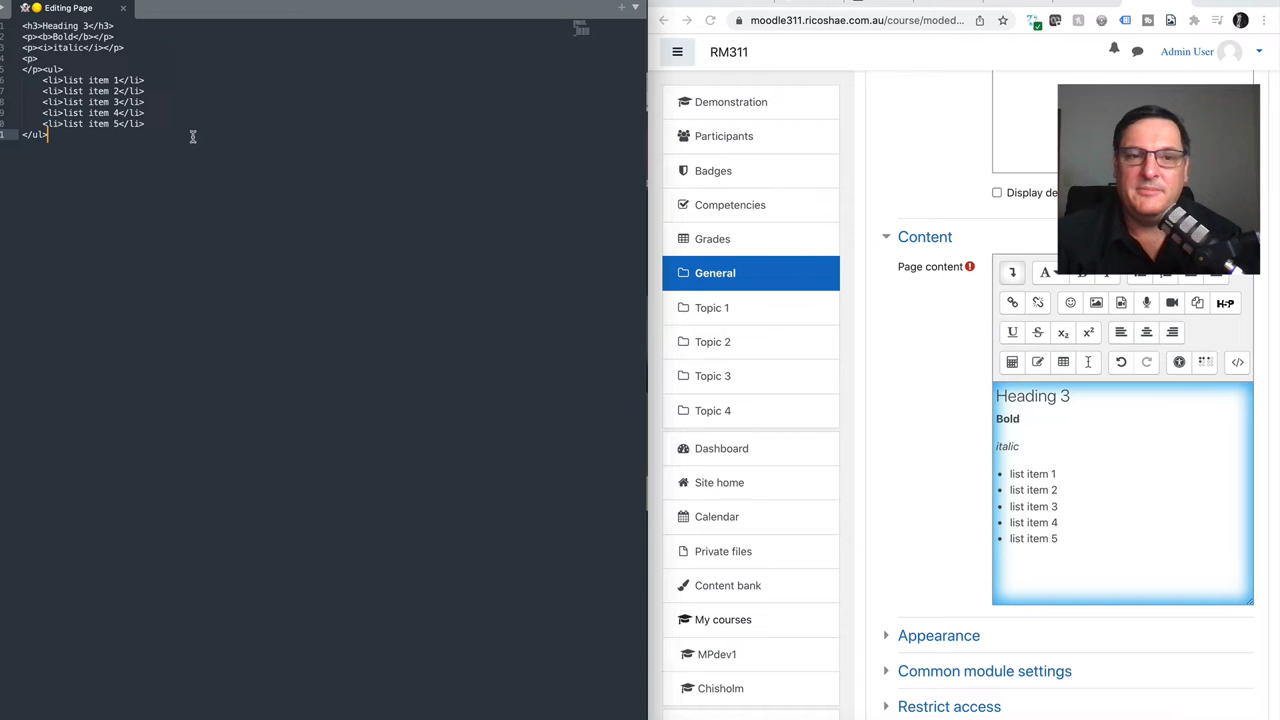 Editing Page
<h3>Heading 3</h3>
<p><b>Bold</b></p>
<p><i>italic</i></p>
<p>
</p><ul>
<li>list item 1</li>
<li>list item 2</li>
<li>list item 3</li>
<li>list item 4</li>
<li>list item 5</li>
</ul>
moodle311.ricoshae.com.au/course/moded...
RM311
Admin User
Demonstration
Participants
Badges
Competencies
Grades
General
Topic 1
Topic 2
Topic 3
Topic 4
Dashboard
Site home
Calendar
Private files
Content bank
My courses
MPdev1
Chisholm
Display de
Content
Page content
H-P
Heading 3
Bold
italic
list item 1
list item 2
list item 3
list item 4
list item 5
Appearance
Common module settings
Restrict access